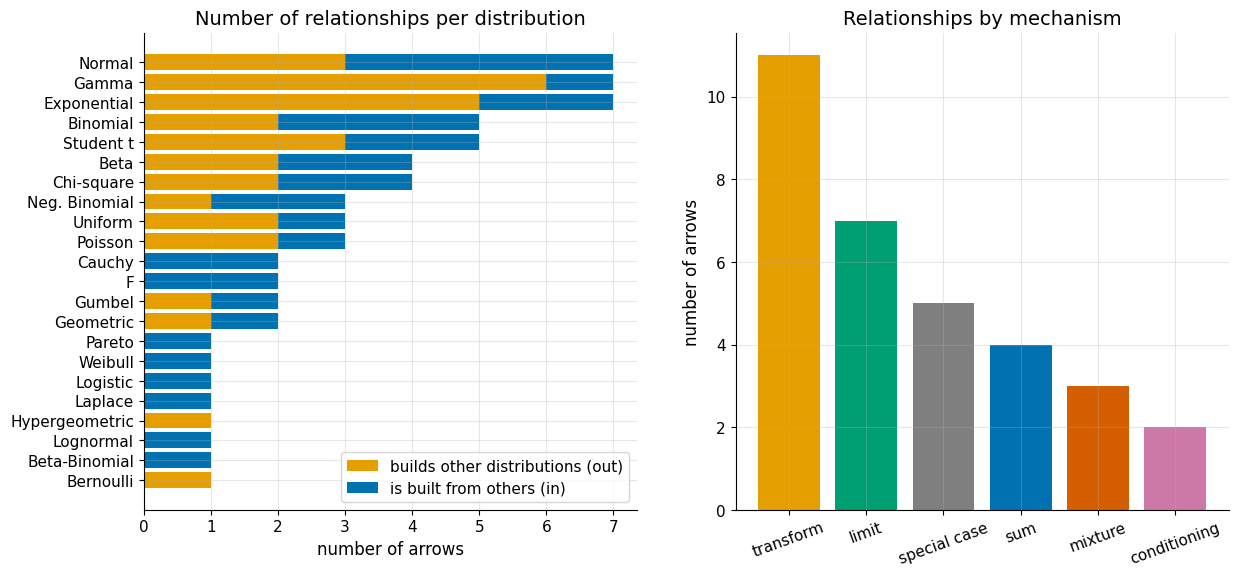 Number of relationships per distribution
Normal
Gamma
Exponential
Binomial
Student t
Beta
Chi-square
Neg. Binomial
Uniform
Poisson
Cauchy
F
Gumbel
Geometric
Pareto
Weibull
Logistic
Laplace
Hypergeometric
Lognormal
Beta-Binomial
Bernoulli
builds other distributions (out)
is built from others (in)
0 1 2 3 4 5 6 7
number of arrows
Relationships by mechanism
number of arrows
10
8
6
4
2
0
transform limit special case sum mixture conditioning